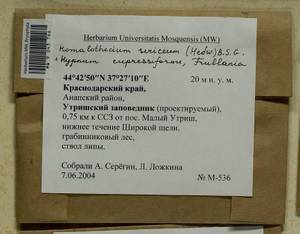 Herbarium Universitatis Mosquensis (MW)
Homalothecium sericeum (Hedw.) B.S.G.
+ Hypnum cupressiforme, Frullania
44°42'50"N 37°27'10"E 20 м н. у. м.
Краснодарский край,
Анапский район,
Утришский заповедник (проектируемый),
0,75 км к ССЗ от пос. Малый Утриш,
нижнее течение Широкой щели,
грабинниковый лес,
ствол липы.
Собрали А. Серёгин, Л. Ложкина
7.06.2004 № М-536